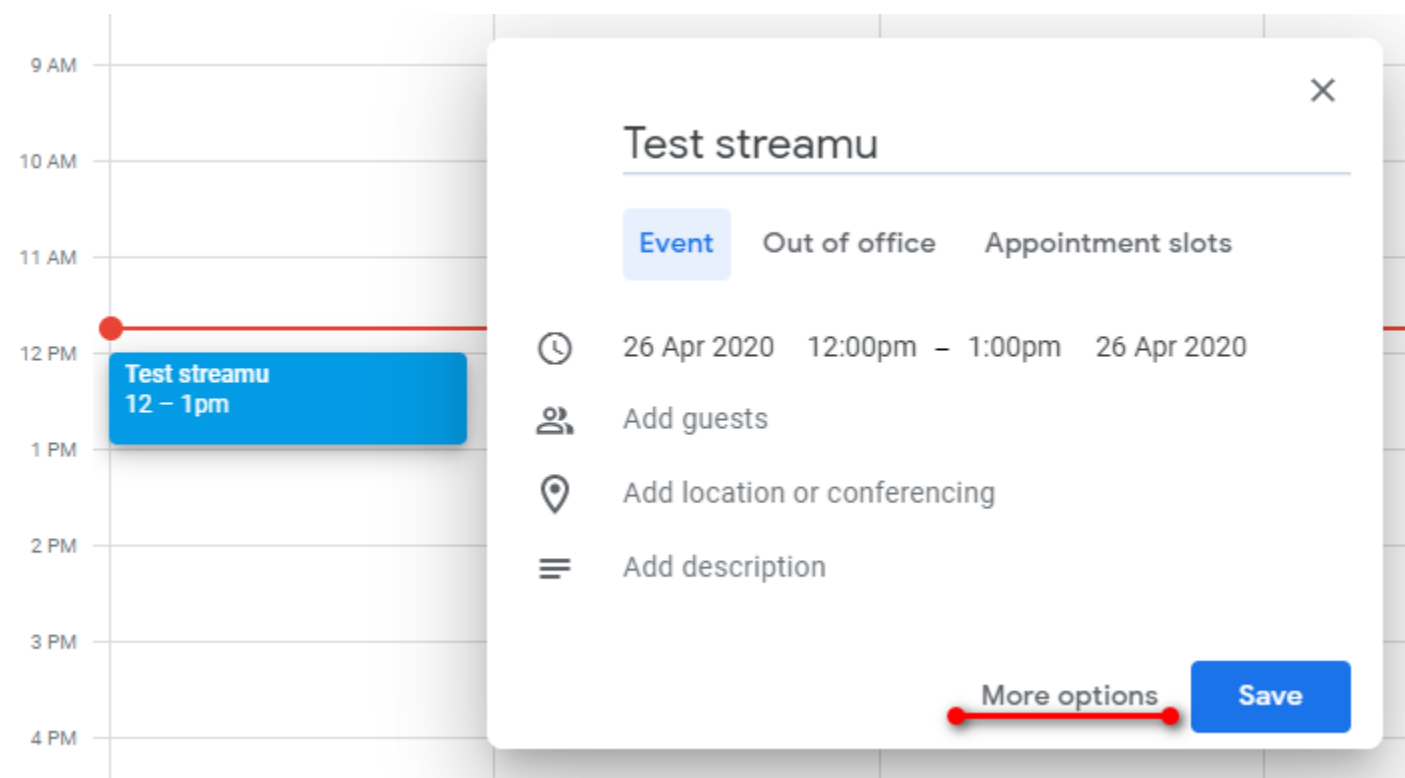 9 AM
10 AM
11 AM
12 PM
Test streamu
12 – 1pm
1 PM
2 PM
3 PM
4 PM
Test streamu
Event Out of office Appointment slots
26 Apr 2020 12:00pm – 1:00pm 26 Apr 2020
Add guests
Add location or conferencing
Add description
More options Save